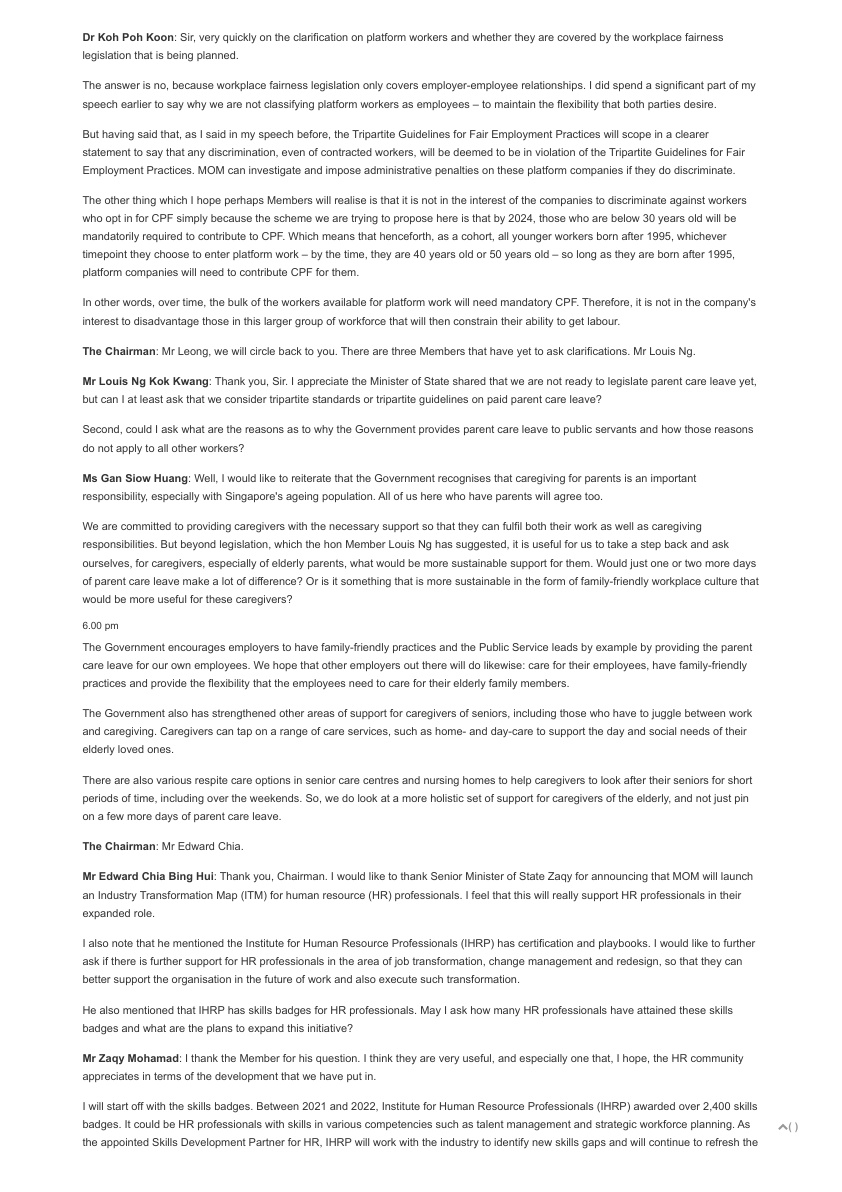 Dr Koh Poh Koon: Sir, very quickly on the clarification on platform workers and whether they are covered by the workplace fairness
legislation that is being planned.
The answer is no, because workplace fairness legislation only covers employer-employee relationships. I did spend a significant part of my
speech earlier to say why we are not classifying platform workers as employees – to maintain the flexibility that both parties desire.
But having said that, as I said in my speech before, the Tripartite Guidelines for Fair Employment Practices will scope in a clearer
statement to say that any discrimination, even of contracted workers, will be deemed to be in violation of the Tripartite Guidelines for Fair
Employment Practices. MOM can investigate and impose administrative penalties on these platform companies if they do discriminate.
The other thing which I hope perhaps Members will realise is that it is not in the interest of the companies to discriminate against workers
who opt in for CPF simply because the scheme we are trying to propose here is that by 2024, those who are below 30 years old will be
mandatorily required to contribute to CPF. Which means that henceforth, as a cohort, all younger workers born after 1995, whichever
timepoint they choose to enter platform work – by the time, they are 40 years old or 50 years old – so long as they are born after 1995,
platform companies will need to contribute CPF for them.
In other words, over time, the bulk of the workers available for platform work will need mandatory CPF. Therefore, it is not in the company's
interest to disadvantage those in this larger group of workforce that will then constrain their ability to get labour.
The Chairman: Mr Leong, we will circle back to you. There are three Members that have yet to ask clarifications. Mr Louis Ng.
Mr Louis Ng Kok Kwang: Thank you, Sir. I appreciate the Minister of State shared that we are not ready to legislate parent care leave yet,
but can I at least ask that we consider tripartite standards or tripartite guidelines on paid parent care leave?
Second, could I ask what are the reasons as to why the Government provides parent care leave to public servants and how those reasons
do not apply to all other workers?
Ms Gan Siow Huang: Well, I would like to reiterate that the Government recognises that caregiving for parents is an important
responsibility, especially with Singapore's ageing population. All of us here who have parents will agree too.
We are committed to providing caregivers with the necessary support so that they can fulfil both their work as well as caregiving
responsibilities. But beyond legislation, which the hon Member Louis Ng has suggested, it is useful for us to take a step back and ask
ourselves, for caregivers, especially of elderly parents, what would be more sustainable support for them. Would just one or two more days
of parent care leave make a lot of difference? Or is it something that is more sustainable in the form of family-friendly workplace culture that
would be more useful for these caregivers?
6.00 pm
The Government encourages employers to have family-friendly practices and the Public Service leads by example by providing the parent
care leave for our own employees. We hope that other employers out there will do likewise: care for their employees, have family-friendly
practices and provide the flexibility that the employees need to care for their elderly family members.
The Government also has strengthened other areas of support for caregivers of seniors, including those who have to juggle between work
and caregiving. Caregivers can tap on a range of care services, such as home- and day-care to support the day and social needs of their
elderly loved ones.
There are also various respite care options in senior care centres and nursing homes to help caregivers to look after their seniors for short
periods of time, including over the weekends. So, we do look at a more holistic set of support for caregivers of the elderly, and not just pin
on a few more days of parent care leave.
The Chairman: Mr Edward Chia.
Mr Edward Chia Bing Hui: Thank you, Chairman. I would like to thank Senior Minister of State Zaqy for announcing that MOM will launch
an Industry Transformation Map (ITM) for human resource (HR) professionals. I feel that this will really support HR professionals in their
expanded role.
I also note that he mentioned the Institute for Human Resource Professionals (IHRP) has certification and playbooks. I would like to further
ask if there is further support for HR professionals in the area of job transformation, change management and redesign, so that they can
better support the organisation in the future of work and also execute such transformation.
He also mentioned that IHRP has skills badges for HR professionals. May I ask how many HR professionals have attained these skills
badges and what are the plans to expand this initiative?
Mr Zaqy Mohamad: I thank the Member for his question. I think they are very useful, and especially one that, I hope, the HR community
appreciates in terms of the development that we have put in.
I will start off with the skills badges. Between 2021 and 2022, Institute for Human Resource Professionals (IHRP) awarded over 2,400 skills
badges. It could be HR professionals with skills in various competencies such as talent management and strategic workforce planning. As
the appointed Skills Development Partner for HR, IHRP will work with the industry to identify new skills gaps and will continue to refresh the
( )